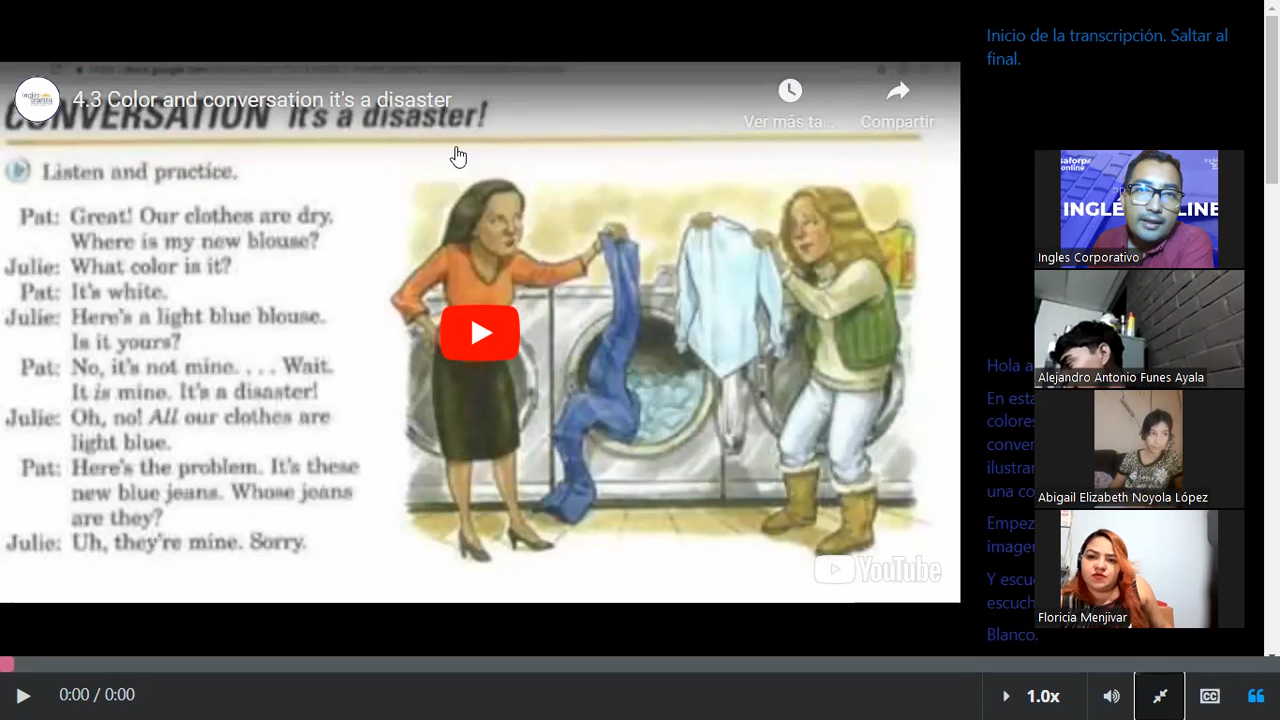 Inicio de la transcripción. Saltar al
final.
4.3 Color and conversation it's a disaster
Ver más ta...
Compartir
CONVERSATION It's a disaster!
Listen and practice.
Pat: Great! Our clothes are dry.
Where is my new blouse?
Julie: What color is it?
Pat: It's white.
Julie: Here's a light blue blouse.
Is it yours?
Pat: No, it's not mine. . . . Wait.
It is mine. It's a disaster!
Julie: Oh, no! All our clothes are
light blue.
Pat: Here's the problem. It's these
new blue jeans. Whose jeans
are they?
Julie: Uh, they're mine. Sorry.
YouTube
INGLE
LINE
Ingles Corporativo
Alejandro Antonio Funes Ayala
Abigail Elizabeth Noyola López
Floricia Menjivar
Hola a
En esta
colores
conver
ilustran
una co
Empez
imagen
Y escu
escuch
Blanco.
0:00 / 0:00
1.0x
CC